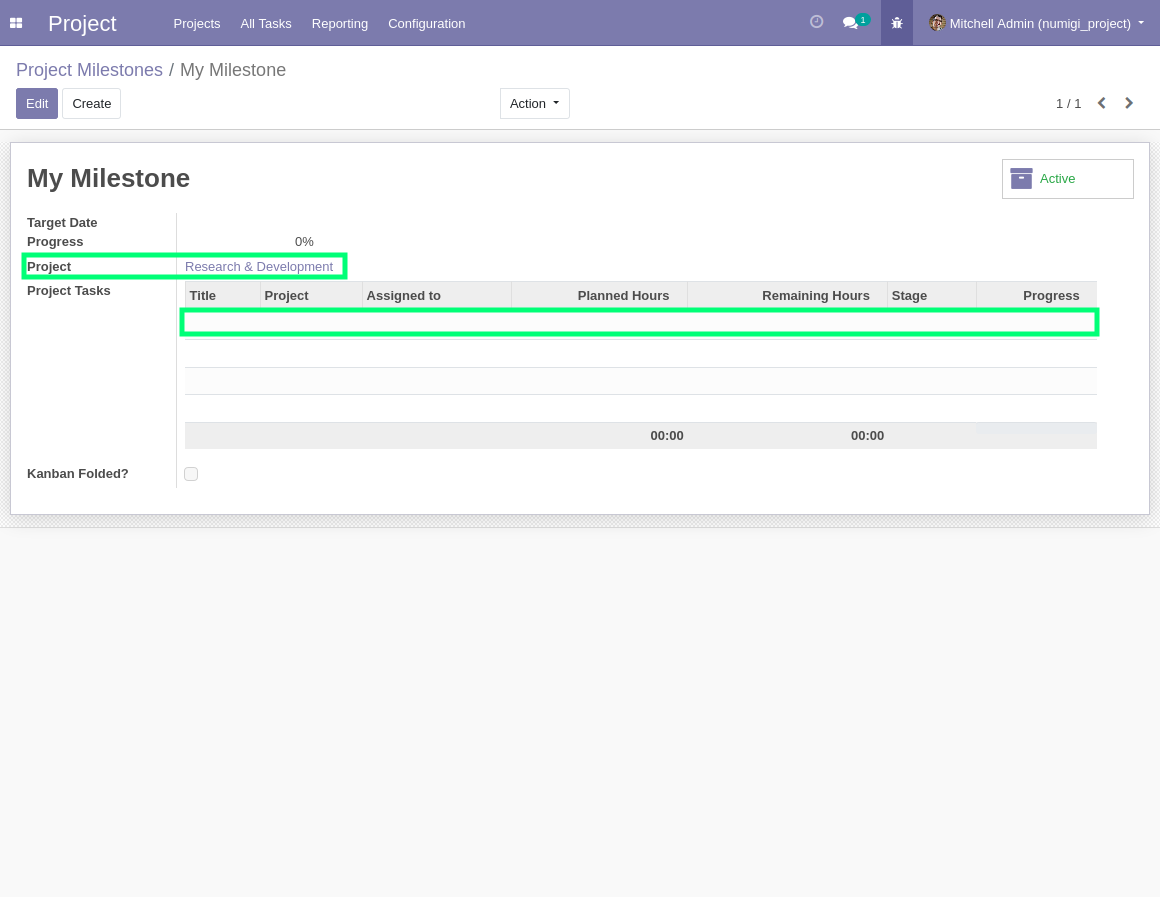 Project Projects All Tasks Reporting Configuration 1 Mitchell Admin (numigi_project)
Project Milestones / My Milestone
Edit Create Action 1 / 1
My Milestone
Active
Target Date
Progress 0%
Project Research & Development
Project Tasks
Title Project Assigned to Planned Hours Remaining Hours Stage Progress
00:00 00:00
Kanban Folded?